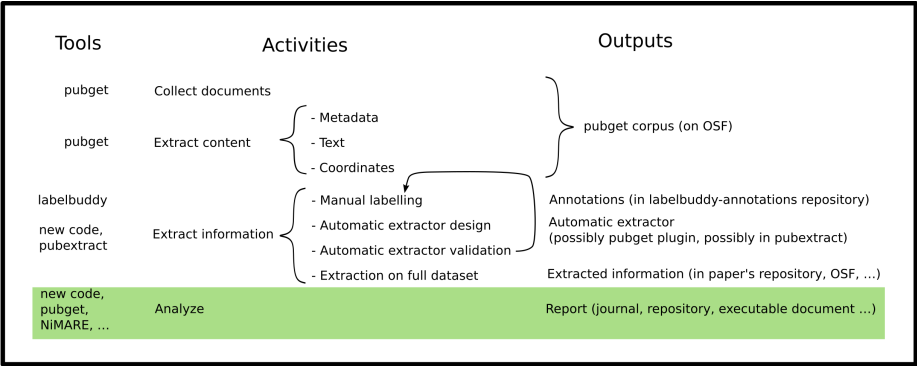 Tools
Activities
Outputs
pubget
Collect documents
pubget
Extract content
- Metadata
- Text
- Coordinates
pubget corpus (on OSF)
labelbuddy
new code,
pubextract
Extract information
- Manual labelling
- Automatic extractor design
- Automatic extractor validation
- Extraction on full dataset
Annotations (in labelbuddy-annotations repository)
Automatic extractor
(possibly pubget plugin, possibly in pubextract)
Extracted information (in paper's repository, OSF, ...)
new code,
pubget,
NiMARE, ...
Analyze
Report (journal, repository, executable document ...)